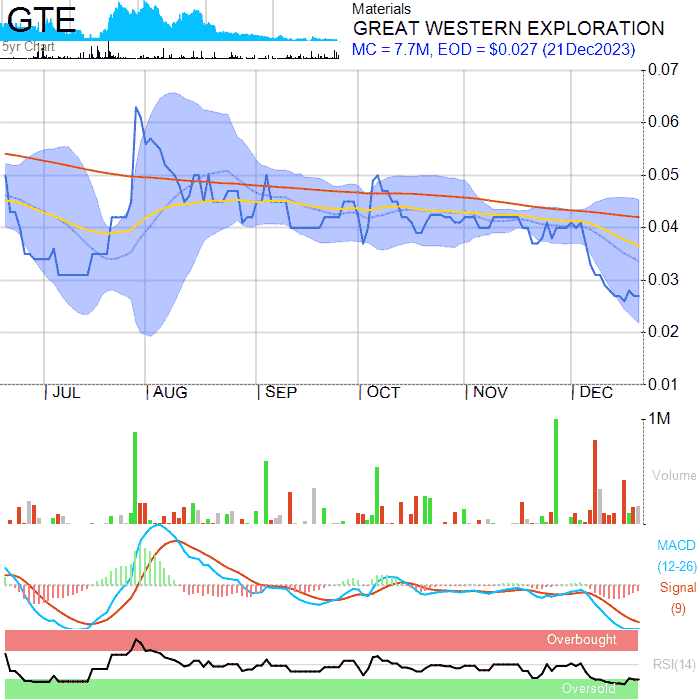 GTE
5yr Chart
Materials
GREAT WESTERN EXPLORATION
MC = 7.7M, EOD = $0.027 (21Dec2023)
0.07
0.06
0.05
0.04
0.03
0.02
0.01
JUL AUG SEP OCT NOV DEC
1M
Volume
MACD
(12-26)
Signal
(9)
Overbought
RSI(14)
Oversold